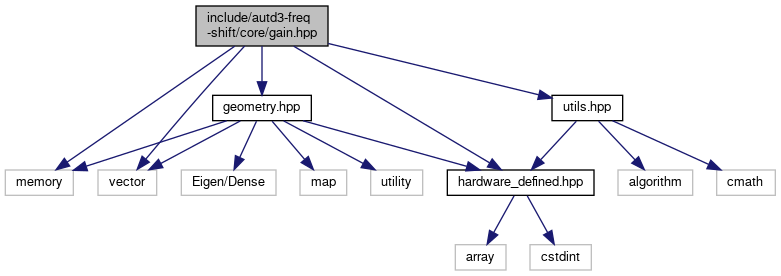 include/autd3-freq
-shift/core/gain.hpp
geometry.hpp
utils.hpp
memory
vector
Eigen/Dense
map
utility
hardware_defined.hpp
algorithm
cmath
array
cstdint